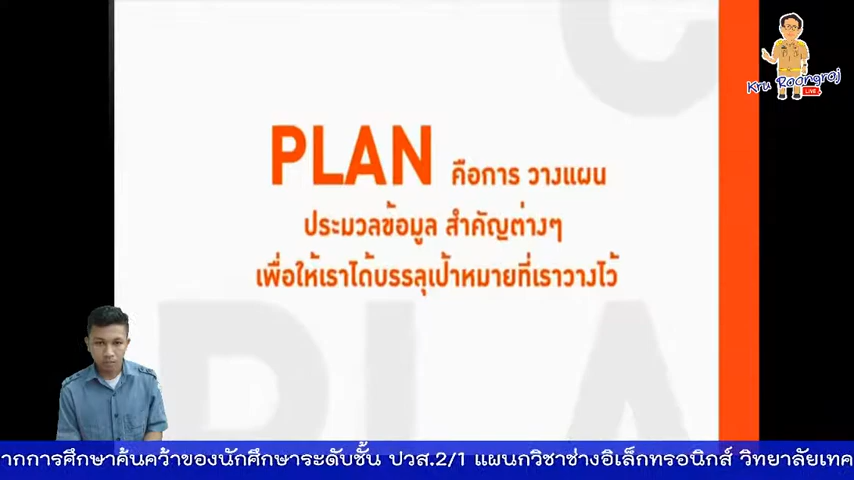 Kru Roongroj
LIVE
PLAN คือการ วางแผน
ประมวลข้อมูล สำคัญต่างๆ
เพื่อให้เราได้บรรลุเป้าหมายที่เราวางไว้
ากการศึกษาค้นคว้าของนักศึกษาระดับชั้น ปวส.2/1 แผนกวิชาช่างอิเล็กทรอนิกส์ วิทยาลัยเทค